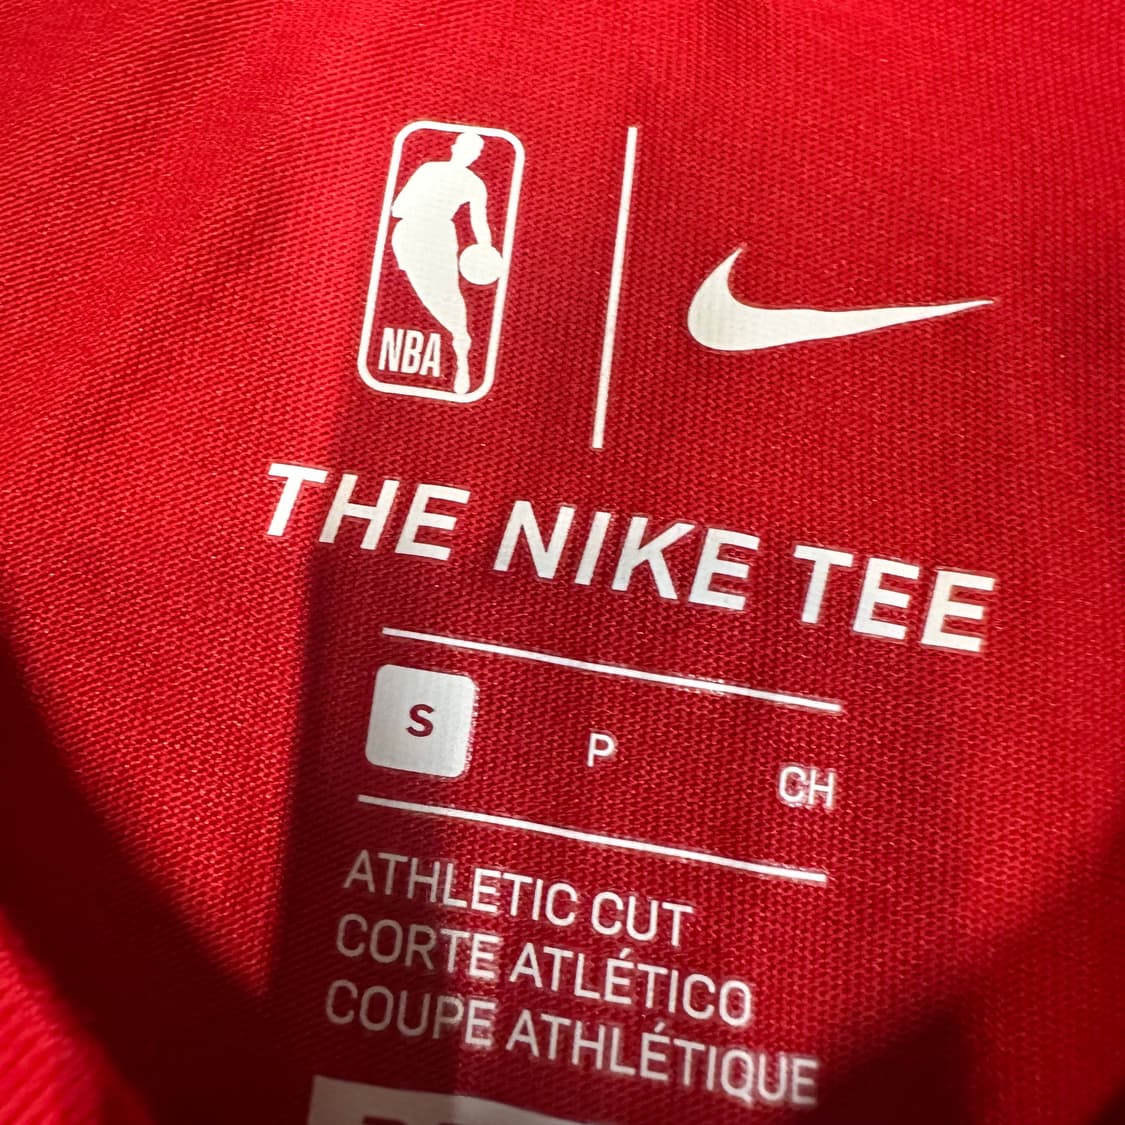 NBA
THE NIKE TEE
S P CH
ATHLETIC CUT
CORTE ATLÉTICO
COUPE ATHLÉTIQUE